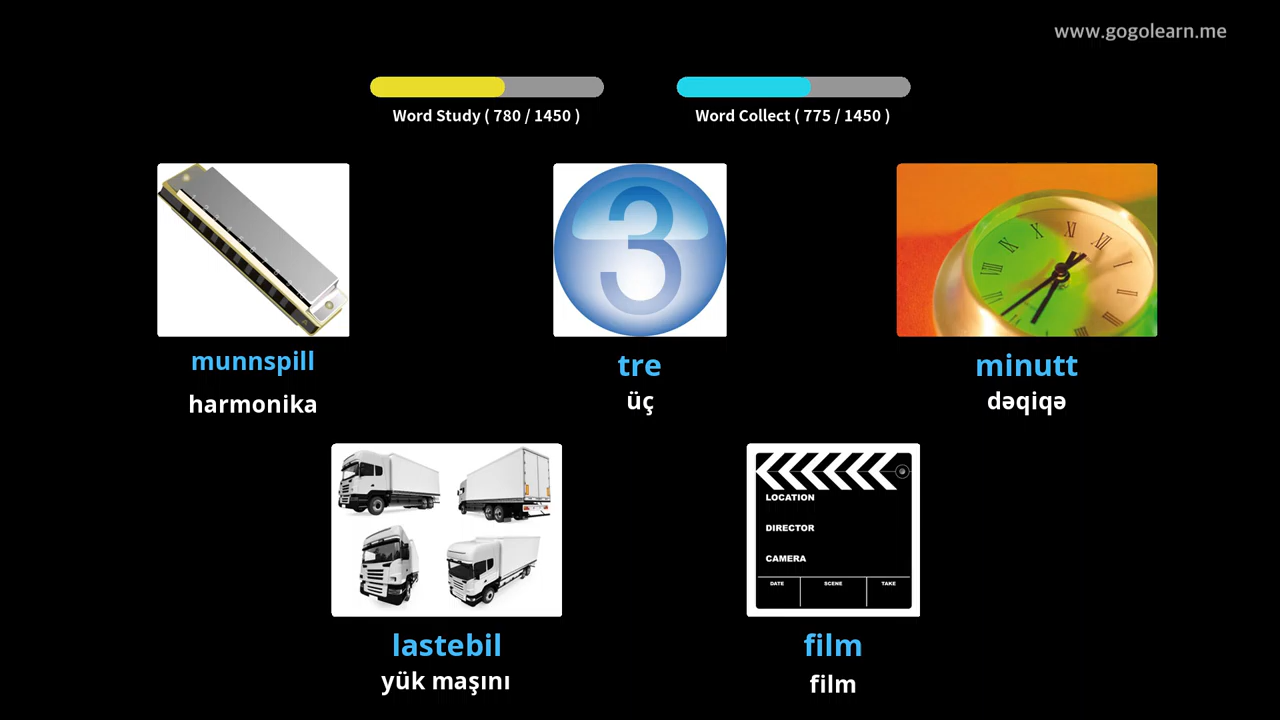 www.gogolearn.me
Word Study ( 780 / 1450 )
Word Collect ( 775 / 1450 )
3
munnspill
harmonika
tre
üç
minutt
dəqiqə
LOCATION
DIRECTOR
CAMERA
DATE SCENE TAKE
lastebil
yük maşını
film
film